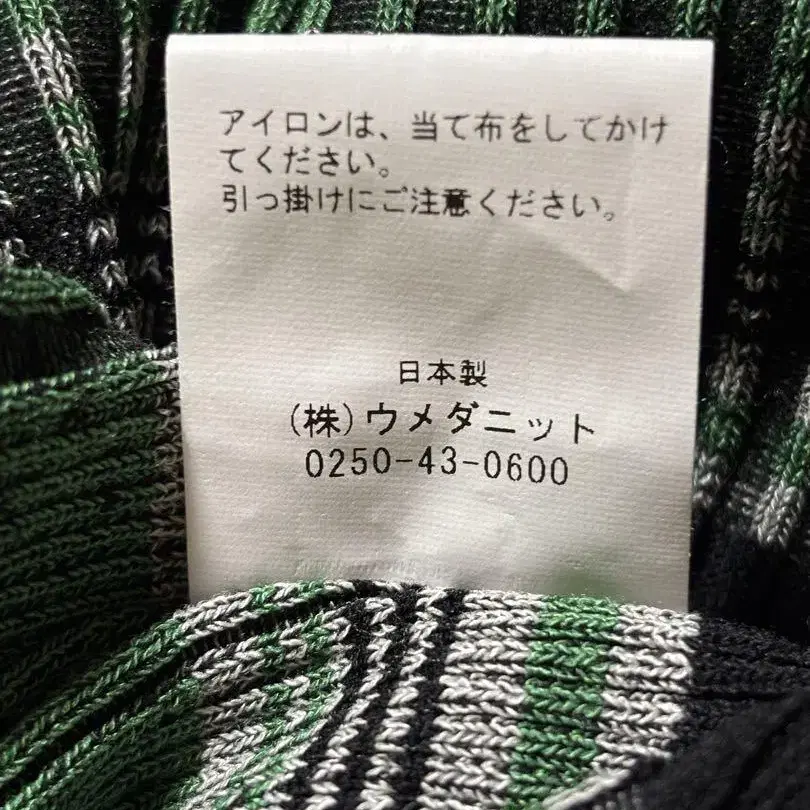 アイロンは、当て布をしてかけ
てください。
引っ掛けにご注意ください。
日本製
(株)ウメダニット
0250-43-0600